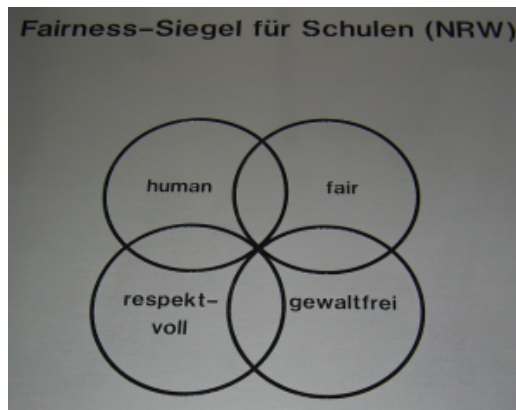 Fairness-Siegel für Schulen (NRW)
human
fair
respekt-
voll
gewaltfrei